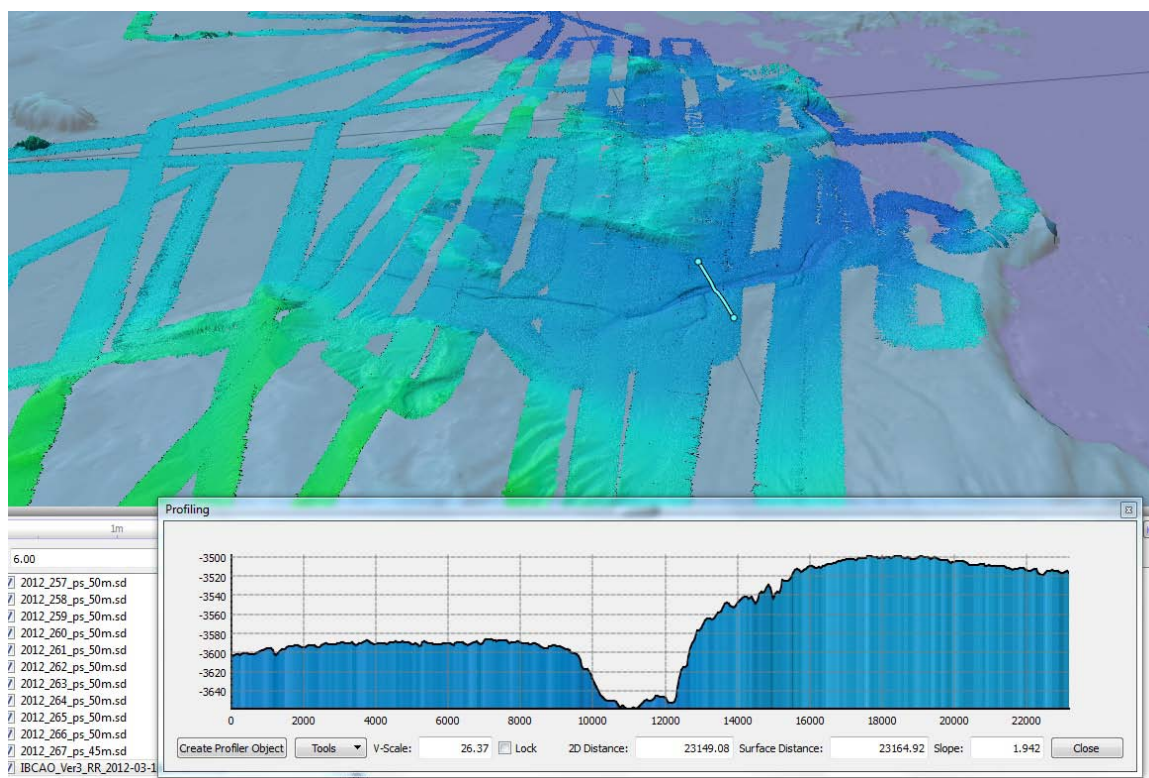 Profiling
1m
6.00
2012_257_ps_50m.sd
2012_258_ps_50m.sd
2012_259_ps_50m.sd
2012_260_ps_50m.sd
2012_261_ps_50m.sd
2012_262_ps_50m.sd
2012_263_ps_50m.sd
2012_264_ps_50m.sd
2012_265_ps_50m.sd
2012_266_ps_50m.sd
2012_267_ps_45m.sd
IBCAO_Ver3_RR_2012-03-1
-3500
-3520
-3540
-3560
-3580
-3600
-3620
-3640
0 2000 4000 6000 8000 10000 12000 14000 16000 18000 20000 22000
Create Profiler Object Tools V-Scale: 26.37 Lock 2D Distance: 23149.08 Surface Distance: 23164.92 Slope: 1.942 Close